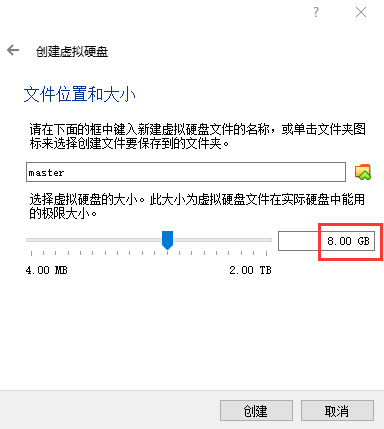 ?
创建虚拟硬盘
文件位置和大小
请在下面的框中键入新建虚拟硬盘文件的名称，或单击文件夹图
标来选择创建文件要保存到的文件夹。
master
选择虚拟硬盘的大小。此大小为虚拟硬盘文件在实际硬盘中能用
的极限大小。
8.00 GB
4.00 MB 2.00 TB
创建 取消